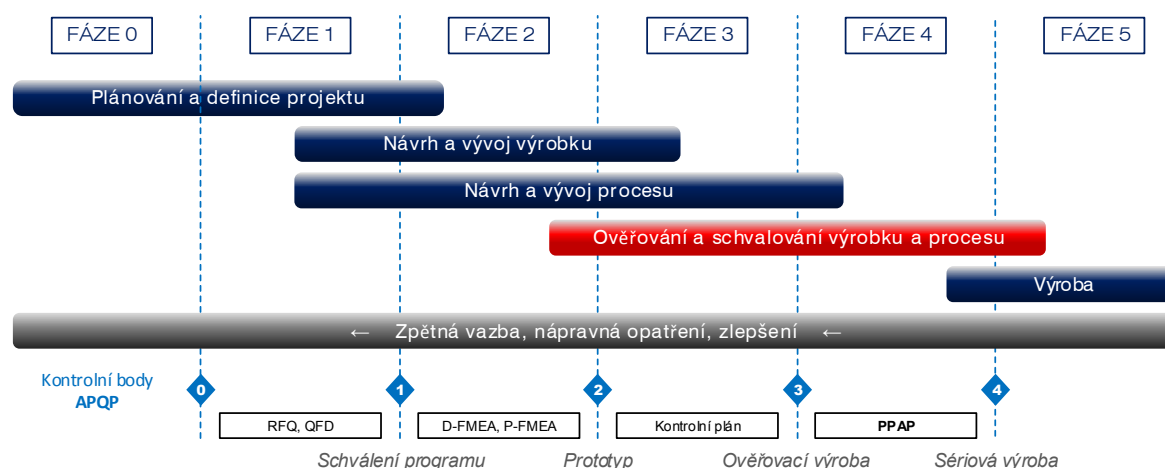 FÁZE 0 FÁZE 1 FÁZE 2 FÁZE 3 FÁZE 4 FÁZE 5
Plánování a definice projektu
Návrh a vývoj výrobku
Návrh a vývoj procesu
Ověřování a schvalování výrobku a procesu
Výroba
← Zpětná vazba, nápravná opatření, zlepšení ←
Kontrolní body
APQP
0 1 2 3 4
RFQ, QFD D-FMEA, P-FMEA Kontrolní plán PPAP
Schválení programu Prototyp Ověřovací výroba Sériová výroba